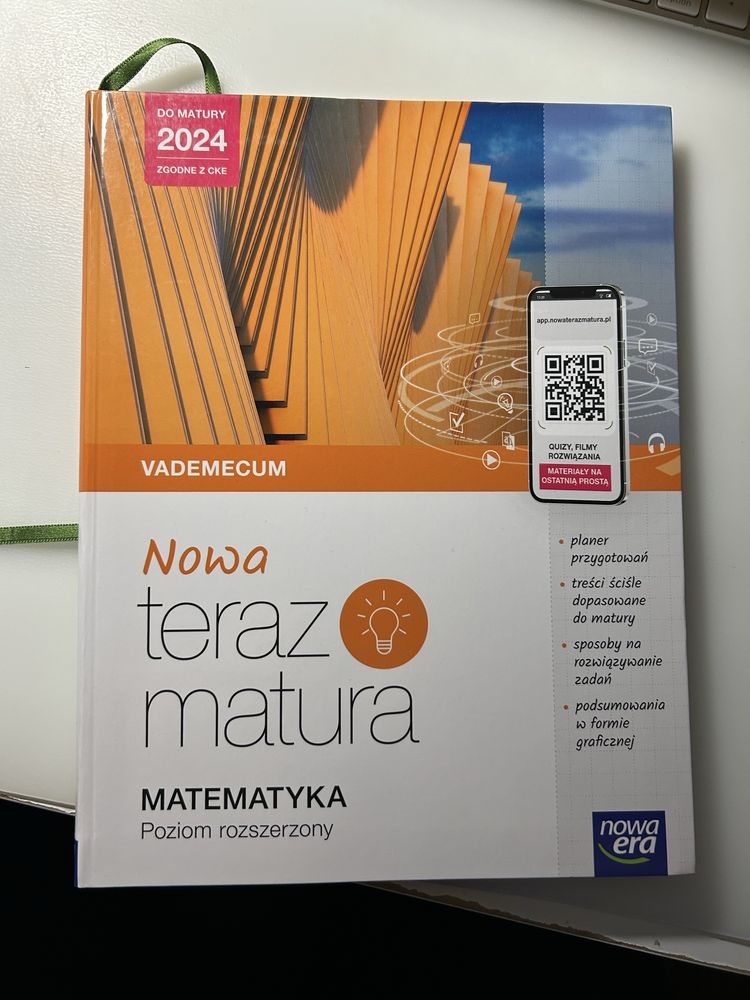 DO MATURY
2024
ZGODNE Z CKE
app.nowaterazmatura.pl
QUIZY, FILMY
ROZWIĄZANIA
MATERIAŁY NA
OSTATNIĄ PROSTĄ
VADEMECUM
Nowa
teraz
matura
MATEMATYKA
Poziom rozszerzony
• planer
przygotowań
• treści ściśle
dopasowane
do matury
• sposoby na
rozwiązywanie
zadań
• podsumowania
w formie
graficznej
nowa
era